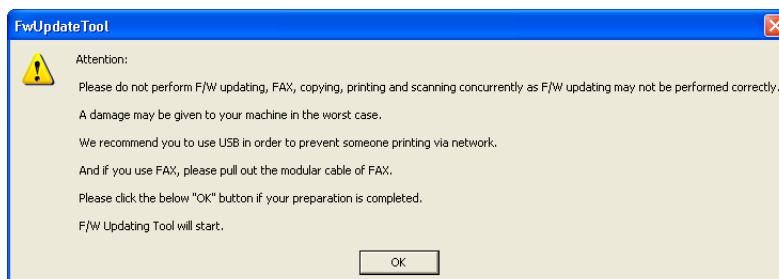 FwUpdateTool
Attention:
Please do not perform F/W updating, FAX, copying, printing and scanning concurrently as F/W updating may not be performed correctly.
A damage may be given to your machine in the worst case.
We recommend you to use USB in order to prevent someone printing via network.
And if you use FAX, please pull out the modular cable of FAX.
Please click the below "OK" button if your preparation is completed.
F/W Updating Tool will start.
OK